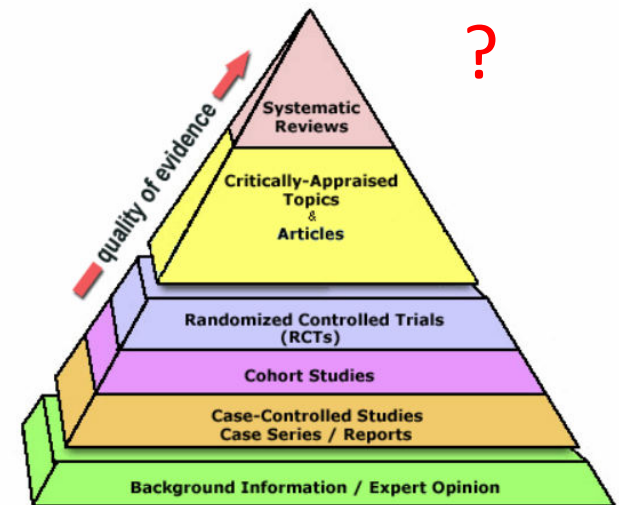 ?
quality of evidence
Systematic
Reviews
Critically-Appraised
Topics
&
Articles
Randomized Controlled Trials
(RCTs)
Cohort Studies
Case-Controlled Studies
Case Series / Reports
Background Information / Expert Opinion